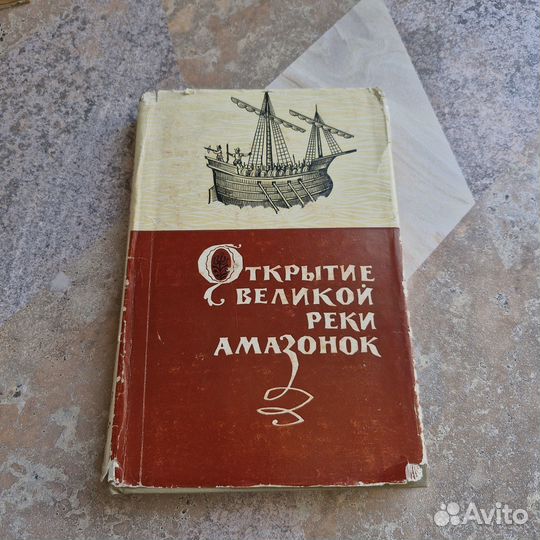 Открытие
великой
реки
амазонок
Avito